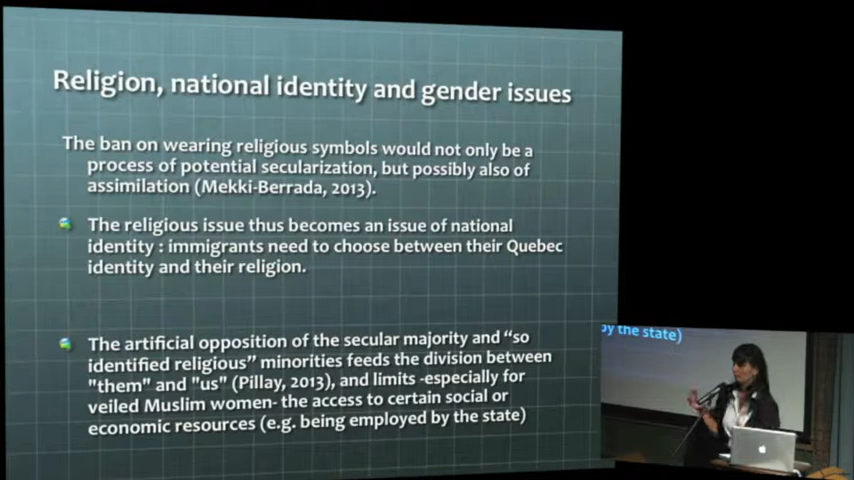 Religion, national identity and gender issues
The ban on wearing religious symbols would not only be a
process of potential secularization, but possibly also of
assimilation (Mekki-Berrada, 2013).
The religious issue thus becomes an issue of national
identity : immigrants need to choose between their Quebec
identity and their religion.
The artificial opposition of the secular majority and “so
identified religious” minorities feeds the division between
"them" and "us" (Pillay, 2013), and limits -especially for
veiled Muslim women- the access to certain social or
economic resources (e.g. being employed by the state)
by the state)